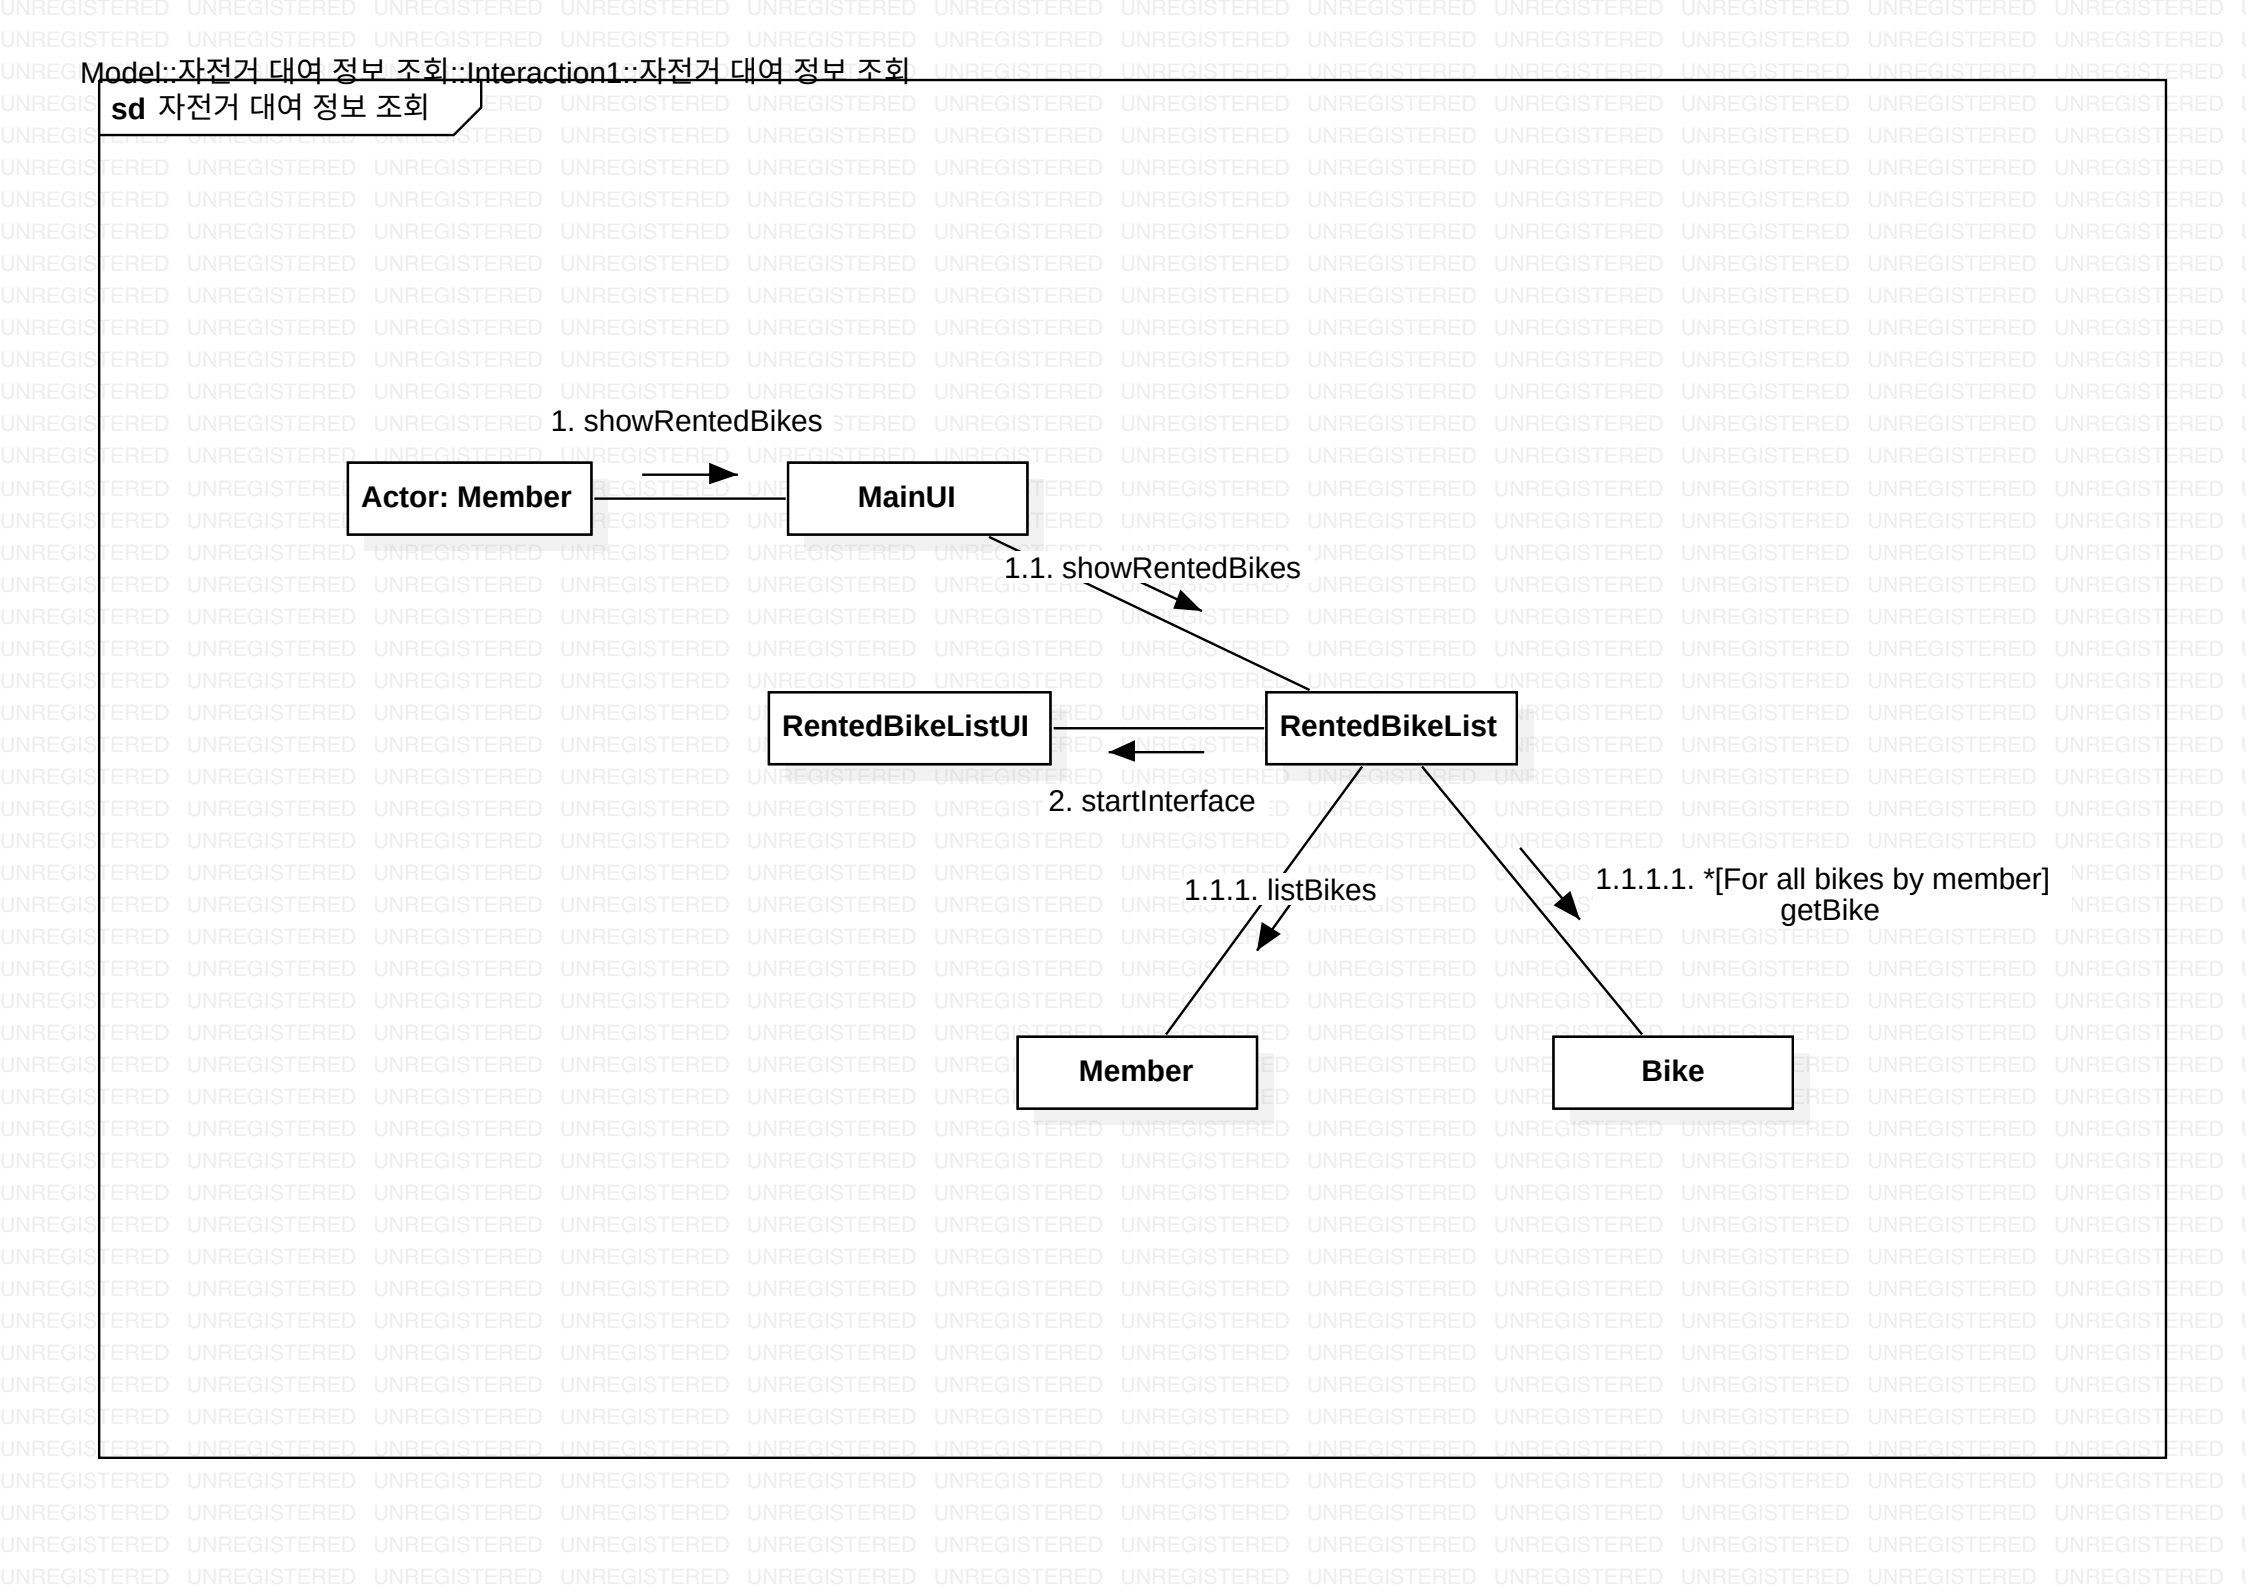 Model::자전거 대여 정보 조회::Interaction1::자전거 대여 정보 조회
sd 자전거 대여 정보 조회
1. showRentedBikes
Actor: Member
MainUI
1.1. showRentedBikes
RentedBikeListUI
RentedBikeList
2. startInterface
1.1.1. listBikes
1.1.1.1. *[For all bikes by member]
getBike
Member
Bike
UNREGISTERED